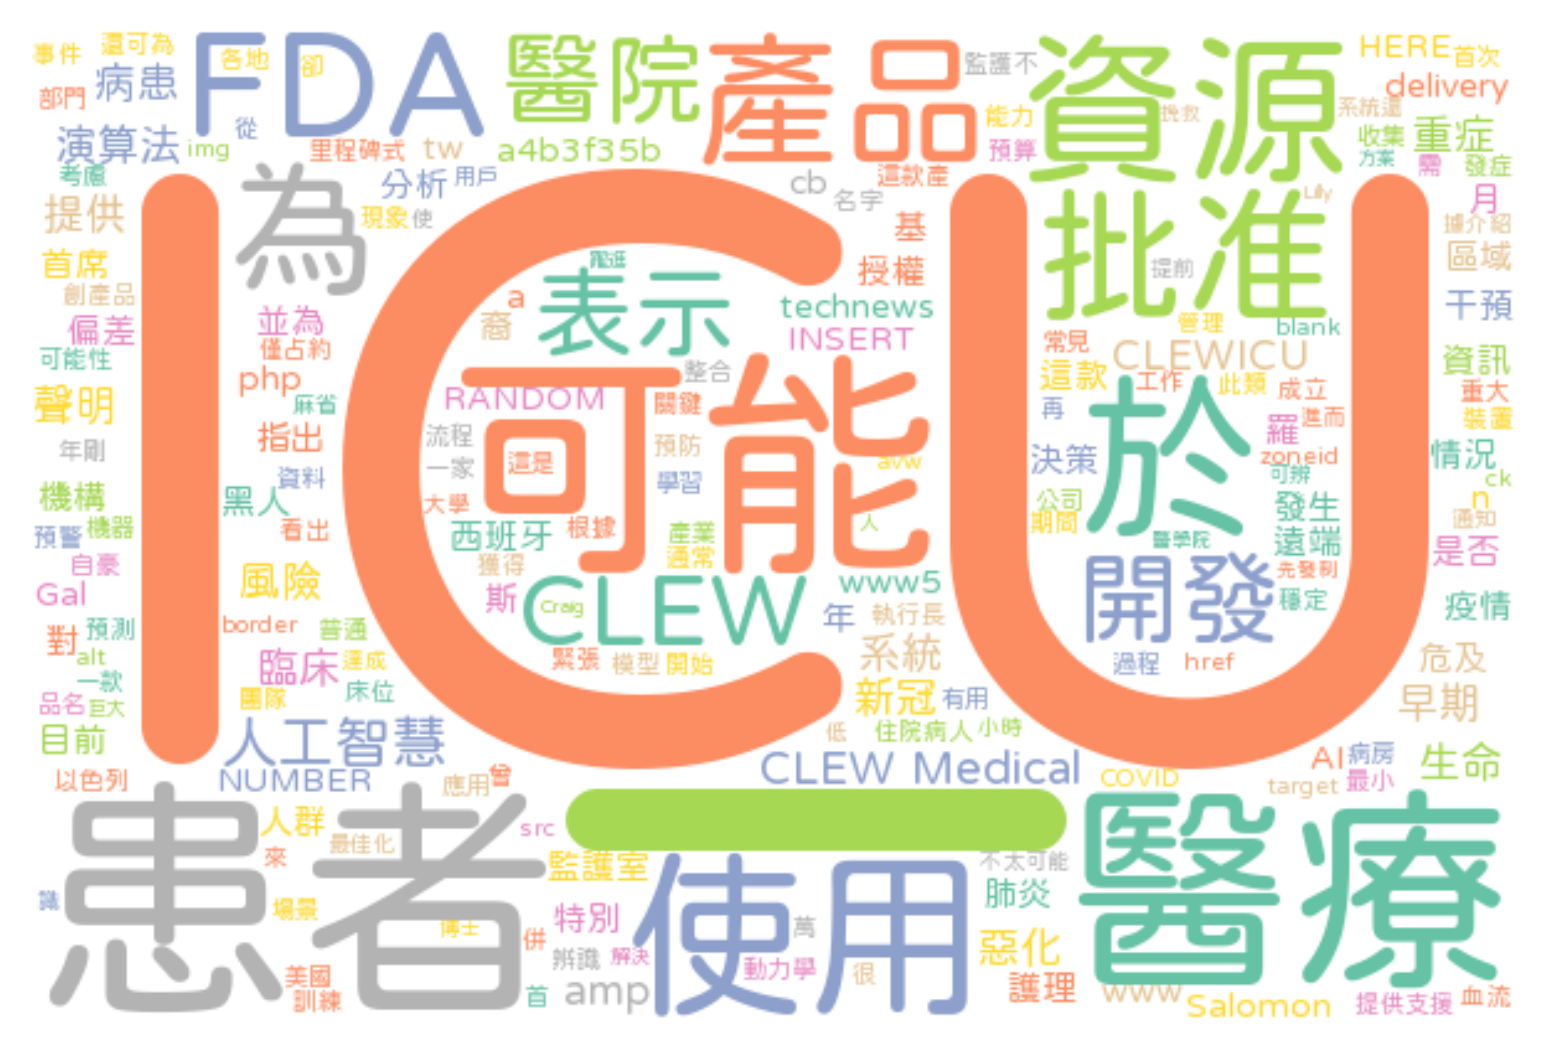 事件
還可為
FDA
各地
卻
醫院
產品
監護不
資源
HERE
首次
部門
病患
delivery
能力
挽救
系統還
演算法
從
img
里程碑式
tw
a4b3f35b
預算
收集
重症
考慮
為
分析
用戶
這款產
方案
需
發症
提供
現象
使
cb
名字
基
批准
Lilly
月
據介紹
首席
授權
提前
區域
創產品
a
表示
technews
干預
偏差
並為
裔
INSERT
管理
blank
可能性
僅占約
整合
常見
CLEWICU
資訊
php
ICU
可能
這款
工作
此類
成立
重大
聲明
麻省
RANDOM
關鍵
再
於
進而
裝置
年剛
指出
流程
預防
羅
情況
資料
一家
這是
avw
決策
zoneid
機構
黑人
大學
學習
可辨
ck
公司
發生
n
預警
機器
看出
西班牙
根據
產業
人
期間
通知
自豪
獲得
通常
醫學院
遠端
是否
Gal
風險
斯
CLEW
Craig
www5
開發
先發制
穩定
疫情
對
預測
border
普通
年
執行長
alt
臨床
達成
緊張
模型
開始
系統
過程
href
危及
一款
團隊
床位
新冠
有用
早期
品名
巨大
目前
人工智慧
低
住院病人
小時
以色列
NUMBER
應用
曾
CLEW Medical
COVID
AI
病房
生命
target
最小
患者
人群
src
醫療
來
最佳化
監護室
使用
不太可能
識
場景
特別
萬
肺炎
博士
併
辨識
解決
動力學
很
惡化
美國
訓練
首
amp
護理
www
Salomon
提供支援
血流